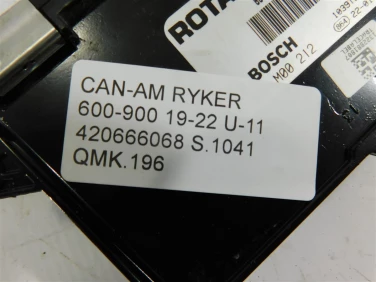 ROTA
BOSCH
M00 212
CAN-AM RYKER
600-900 19-22 U-11
420666068 S.1041
QMK.196